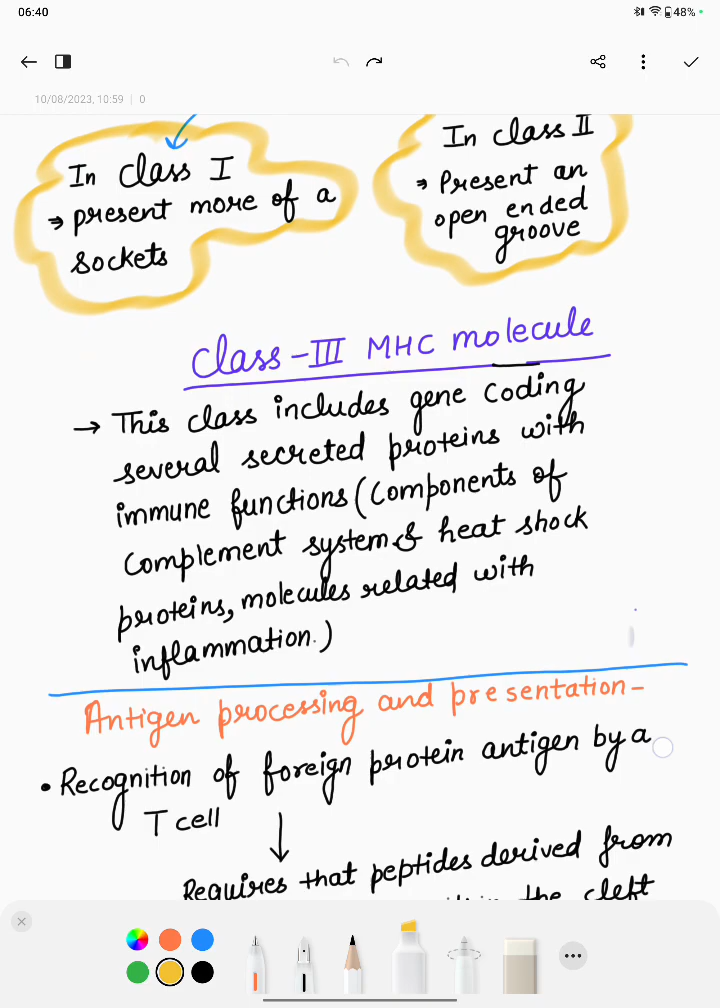 06:40
48%
10/08/2023, 10:59 | 0
In class I
→ present more of a
sockets
In class II
→ Present an
open ended
groove
Class-III MHC molecule
→ This class includes gene coding
several secreted proteins with
immune functions (components of
complement system & heat shock
proteins, molecules related with
inflammation.)
Antigen processing and presentation-
• Recognition of foreign protein antigen by a
T cell
Requires that peptides derived from
the cleft